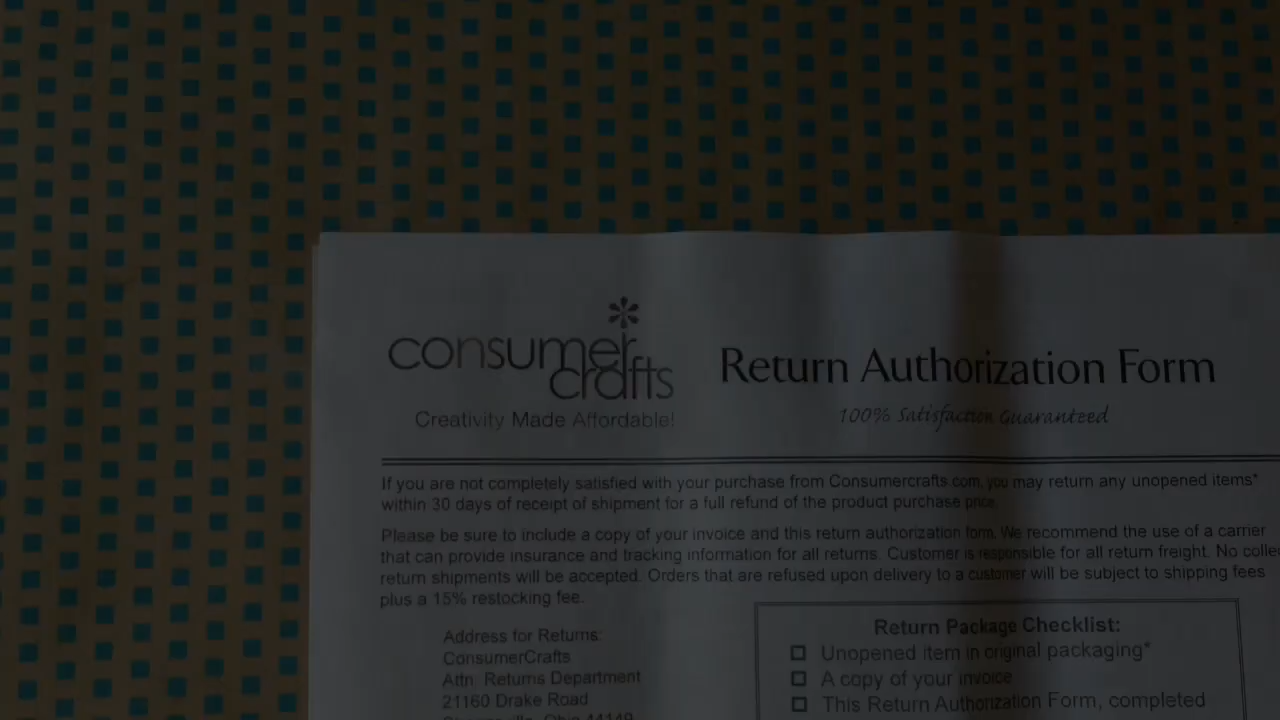 consumer
crafts
Creativity Made Affordable!
Return Authorization Form
100% Satisfaction Guaranteed
If you are not completely satisfied with your purchase from Consumercrafts.com, you may return any unopened items*
within 30 days of receipt of shipment for a full refund of the product purchase price.
Please be sure to include a copy of your invoice and this return authorization form. We recommend the use of a carrier
that can provide insurance and tracking information for all returns. Customer is responsible for all return freight. No
return shipments will be accepted. Orders that are refused upon delivery to a customer will be subject to shipping fees
plus a 15% restocking fee.
Address for Returns:
ConsumerCrafts
Attn: Returns Department
21160 Drake Road
Ohio 44149
Return Package Checklist:
Unopened item in original packaging*
A copy of your invoice
This Return Authorization Form, completed